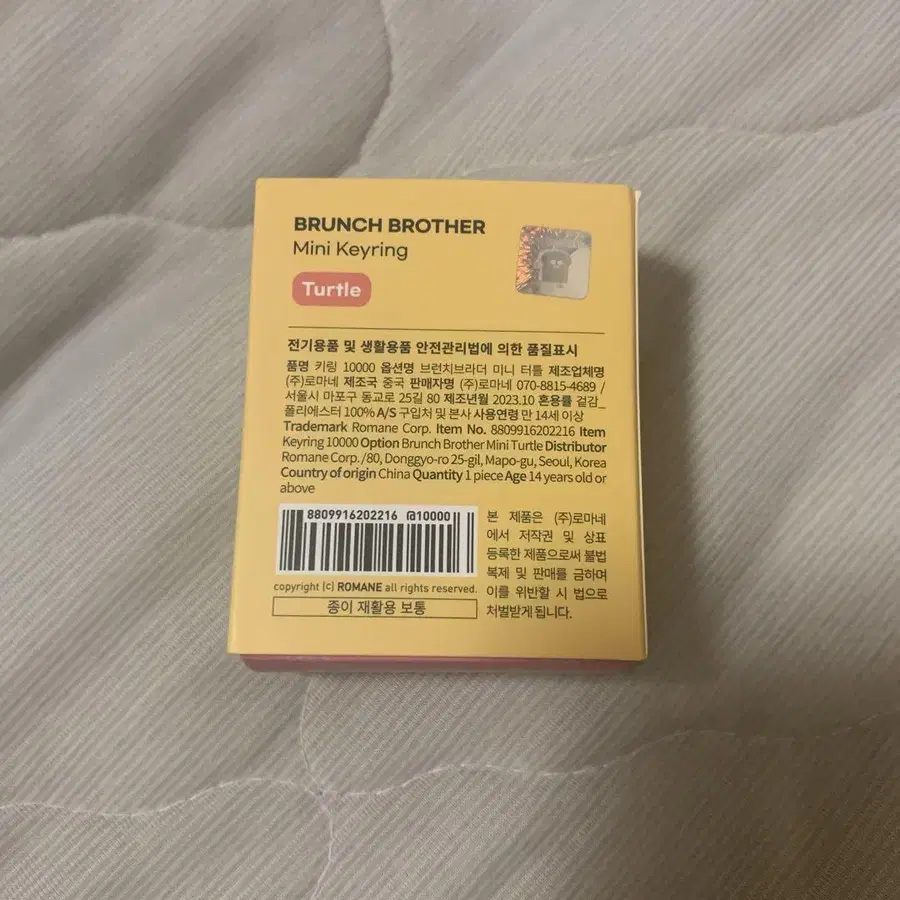 BRUNCH BROTHER
Mini Keyring
Turtle
전기용품 및 생활용품 안전관리법에 의한 품질표시
품명 키링 10000 옵션명 브런치브라더 미니 터틀 제조업체명
(주)로마네 제조국 중국 판매자명 (주)로마네 070-8815-4689 /
서울시 마포구 동교로 25길 80 제조년월 2023.10 혼용률 겉감_
폴리에스터 100% A/S 구입처 및 본사 사용연령 만 14세 이상
Trademark Romane Corp. Item No. 8809916202216 Item
Keyring 10000 Option Brunch Brother Mini Turtle Distributor
Romane Corp. /80, Donggyo-ro 25-gil, Mapo-gu, Seoul, Korea
Country of origin China Quantity 1 piece Age 14 years old or
above
8809916202216 @10000
copyright (c) ROMANE all rights reserved.
종이 재활용 보통
본 제품은 (주)로마네
에서 저작권 및 상표
등록한 제품으로써 불법
복제 및 판매를 금하며
이를 위반할 시 법으로
처벌받게 됩니다.